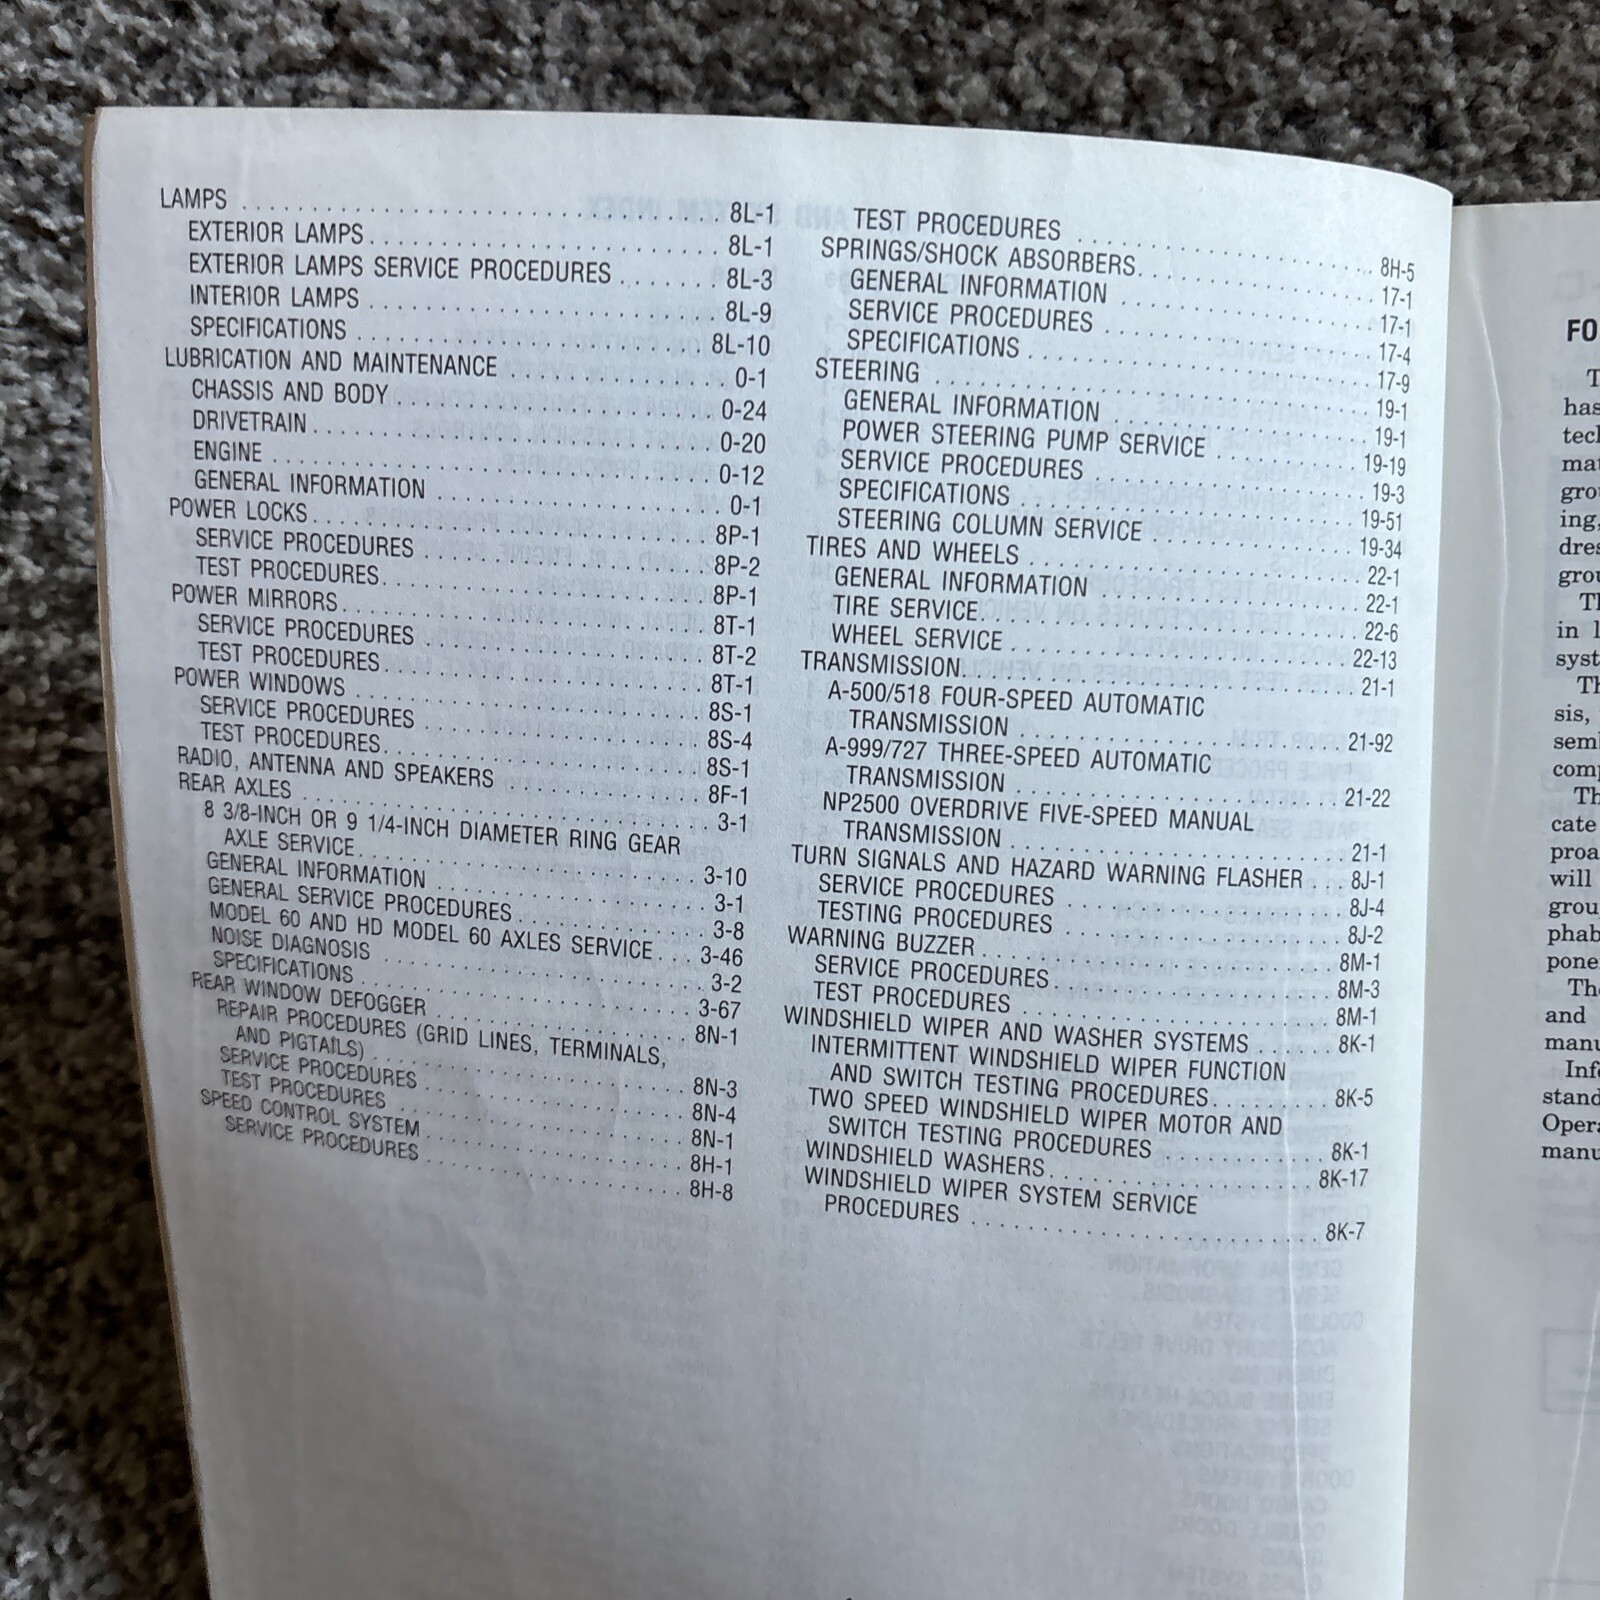 LAMPS 8L-1
EXTERIOR LAMPS 8L-1
EXTERIOR LAMPS SERVICE PROCEDURES 8L-3
INTERIOR LAMPS 8L-9
SPECIFICATIONS 8L-10
LUBRICATION AND MAINTENANCE 0-1
CHASSIS AND BODY 0-24
DRIVETRAIN 0-20
ENGINE 0-12
GENERAL INFORMATION 0-1
POWER LOCKS 8P-1
SERVICE PROCEDURES 8P-2
TEST PROCEDURES 8P-1
POWER MIRRORS 8T-1
SERVICE PROCEDURES 8T-2
TEST PROCEDURES 8T-1
POWER WINDOWS 8S-1
SERVICE PROCEDURES 8S-4
TEST PROCEDURES 8S-1
RADIO, ANTENNA AND SPEAKERS 8F-1
REAR AXLES 3-1
8 3/8-INCH OR 9 1/4-INCH DIAMETER RING GEAR
AXLE SERVICE 3-10
GENERAL INFORMATION 3-1
GENERAL SERVICE PROCEDURES 3-8
MODEL 60 AND HD MODEL 60 AXLES SERVICE 3-46
NOISE DIAGNOSIS 3-2
SPECIFICATIONS 3-67
REAR WINDOW DEFOGGER 8N-1
REPAIR PROCEDURES (GRID LINES, TERMINALS,
AND PIGTAILS) 8N-3
SERVICE PROCEDURES 8N-4
TEST PROCEDURES 8N-1
SPEED CONTROL SYSTEM 8H-1
SERVICE PROCEDURES 8H-8
TEST PROCEDURES 8H-5
SPRINGS/SHOCK ABSORBERS 17-1
GENERAL INFORMATION 17-1
SERVICE PROCEDURES 17-4
SPECIFICATIONS 17-9
STEERING 19-1
GENERAL INFORMATION 19-1
POWER STEERING PUMP SERVICE 19-19
SERVICE PROCEDURES 19-3
SPECIFICATIONS 19-51
STEERING COLUMN SERVICE 19-34
TIRES AND WHEELS 22-1
GENERAL INFORMATION 22-1
TIRE SERVICE 22-6
WHEEL SERVICE 22-13
TRANSMISSION 21-1
A-500/518 FOUR-SPEED AUTOMATIC
TRANSMISSION 21-92
A-999/727 THREE-SPEED AUTOMATIC
TRANSMISSION 21-22
NP2500 OVERDRIVE FIVE-SPEED MANUAL
TRANSMISSION 21-1
TURN SIGNALS AND HAZARD WARNING FLASHER 8J-1
SERVICE PROCEDURES 8J-4
TESTING PROCEDURES 8J-2
WARNING BUZZER 8M-1
SERVICE PROCEDURES 8M-3
TEST PROCEDURES 8M-1
WINDSHIELD WIPER AND WASHER SYSTEMS 8K-1
INTERMITTENT WINDSHIELD WIPER FUNCTION
AND SWITCH TESTING PROCEDURES 8K-5
TWO SPEED WINDSHIELD WIPER MOTOR AND
SWITCH TESTING PROCEDURES 8K-1
WINDSHIELD WASHERS 8K-17
WINDSHIELD WIPER SYSTEM SERVICE
PROCEDURES 8K-7